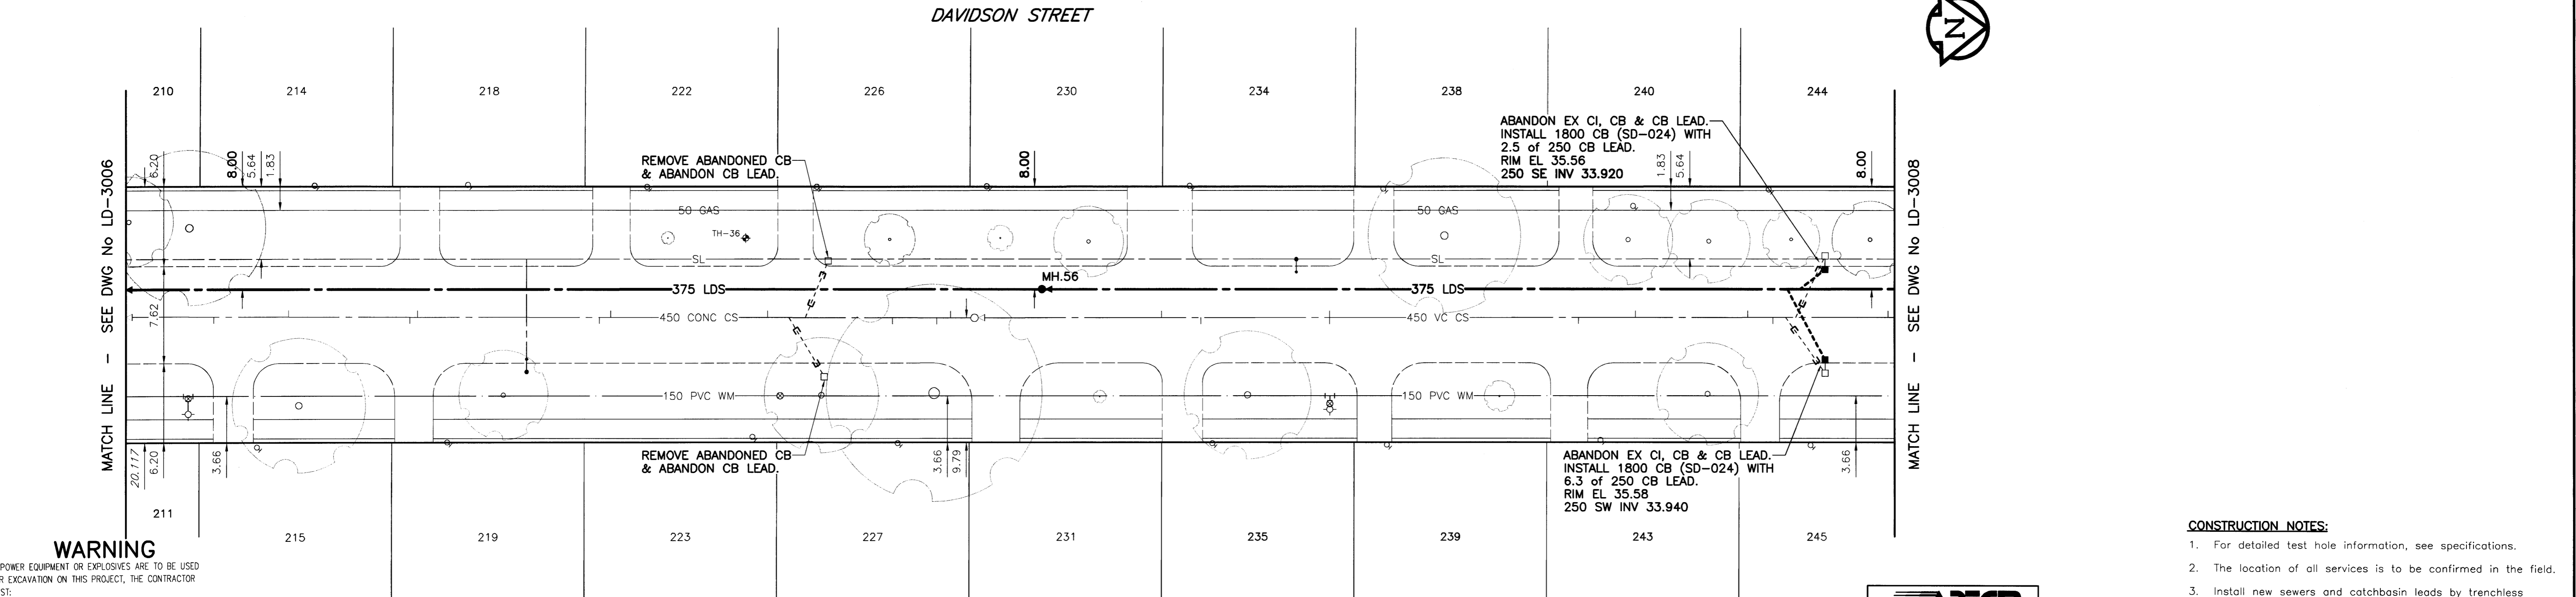 DAVIDSON STREET
N
210
214
218
222
226
230
234
238
240
244
MATCH LINE - SEE DWG No LD-3006
6.20
8.00
5.64
1.83
REMOVE ABANDONED CB
& ABANDON CB LEAD.
8.00
ABANDON EX CI, CB & CB LEAD.
INSTALL 1800 CB (SD-024) WITH
2.5 of 250 CB LEAD.
RIM EL 35.56
250 SE INV 33.920
1.83
5.64
8.00
MATCH LINE - SEE DWG No LD-3008
50 GAS
50 GAS
TH-36
SL
SL
MH.56
375 LDS
375 LDS
7.62
450 CONC CS
450 VC CS
150 PVC WM
150 PVC WM
20.117
6.20
3.66
REMOVE ABANDONED CB
& ABANDON CB LEAD.
3.66
9.79
ABANDON EX CI, CB & CB LEAD.
INSTALL 1800 CB (SD-024) WITH
6.3 of 250 CB LEAD.
RIM EL 35.58
250 SW INV 33.940
3.66
211
215
219
223
227
231
235
239
243
245
WARNING
POWER EQUIPMENT OR EXPLOSIVES ARE TO BE USED
R EXCAVATION ON THIS PROJECT, THE CONTRACTOR
ST:
CONSTRUCTION NOTES:
1. For detailed test hole information, see specifications.
2. The location of all services is to be confirmed in the field.
3. Install new sewers and catchbasin leads by trenchless